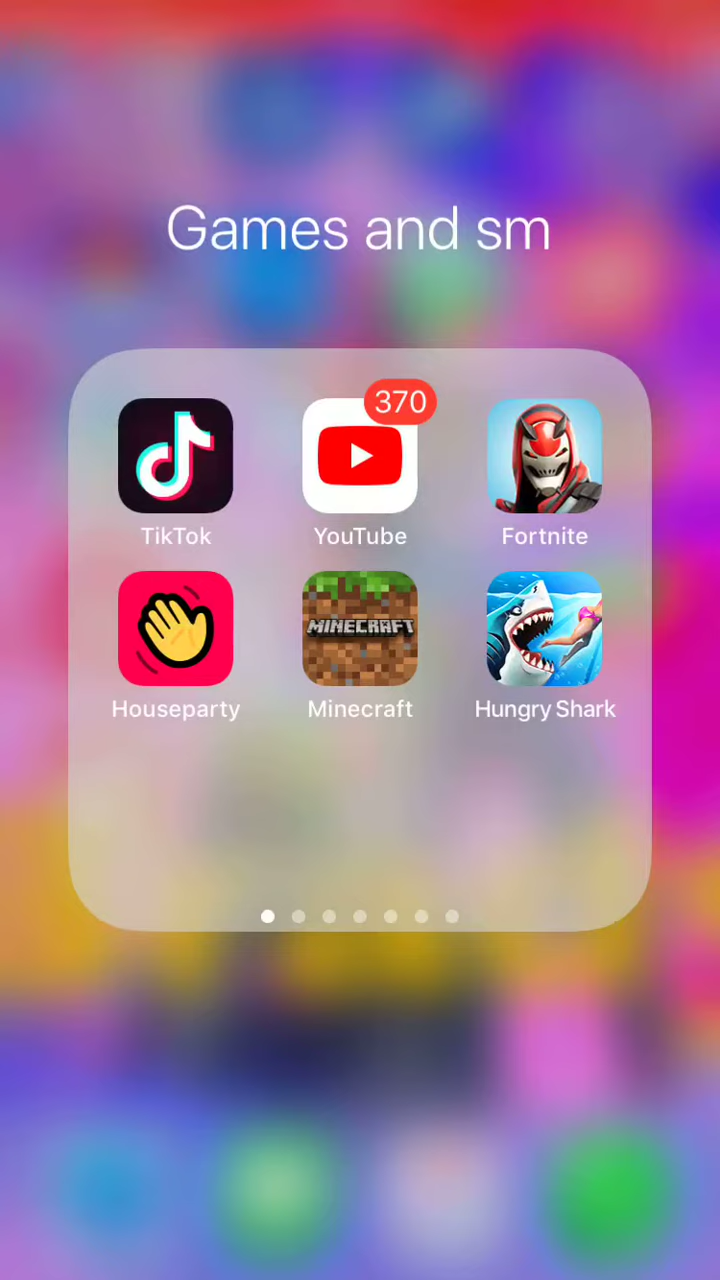 Games and sm
370
TikTok
YouTube
Fortnite
MINECRAFT
Houseparty
Minecraft
Hungry Shark